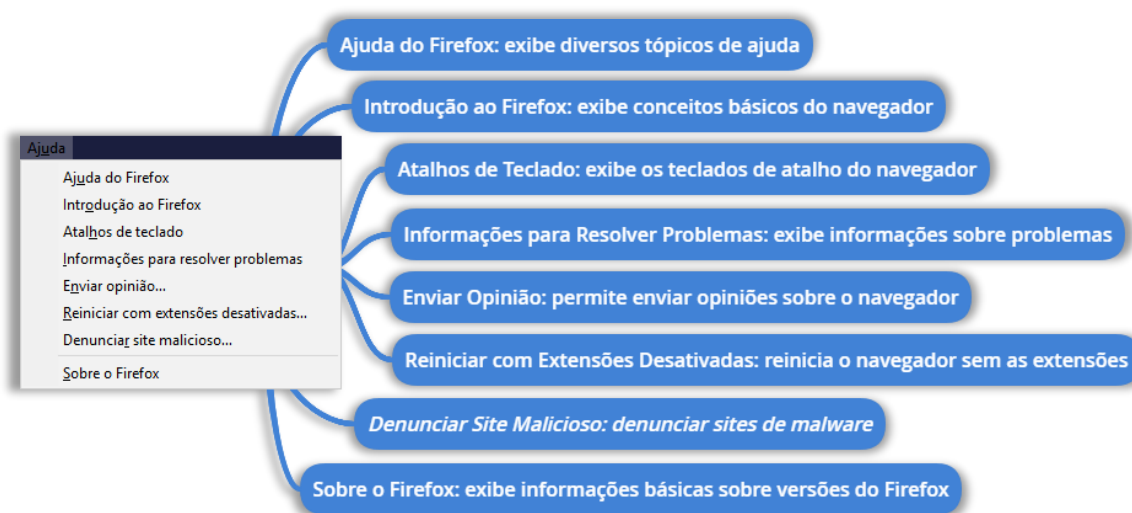 Ajuda do Firefox: exibe diversos tópicos de ajuda
Introdução ao Firefox: exibe conceitos básicos do navegador
Ajuda
Ajuda do Firefox
Introdução ao Firefox
Atalhos de teclado
Informações para resolver problemas
Enviar opinião...
Reiniciar com extensões desativadas...
Denunciar site malicioso...
Sobre o Firefox
Atalhos de Teclado: exibe os teclados de atalho do navegador
Informações para Resolver Problemas: exibe informações sobre problemas
Enviar Opinião: permite enviar opiniões sobre o navegador
Reiniciar com Extensões Desativadas: reinicia o navegador sem as extensões
Denunciar Site Malicioso: denunciar sites de malware
Sobre o Firefox: exibe informações básicas sobre versões do Firefox